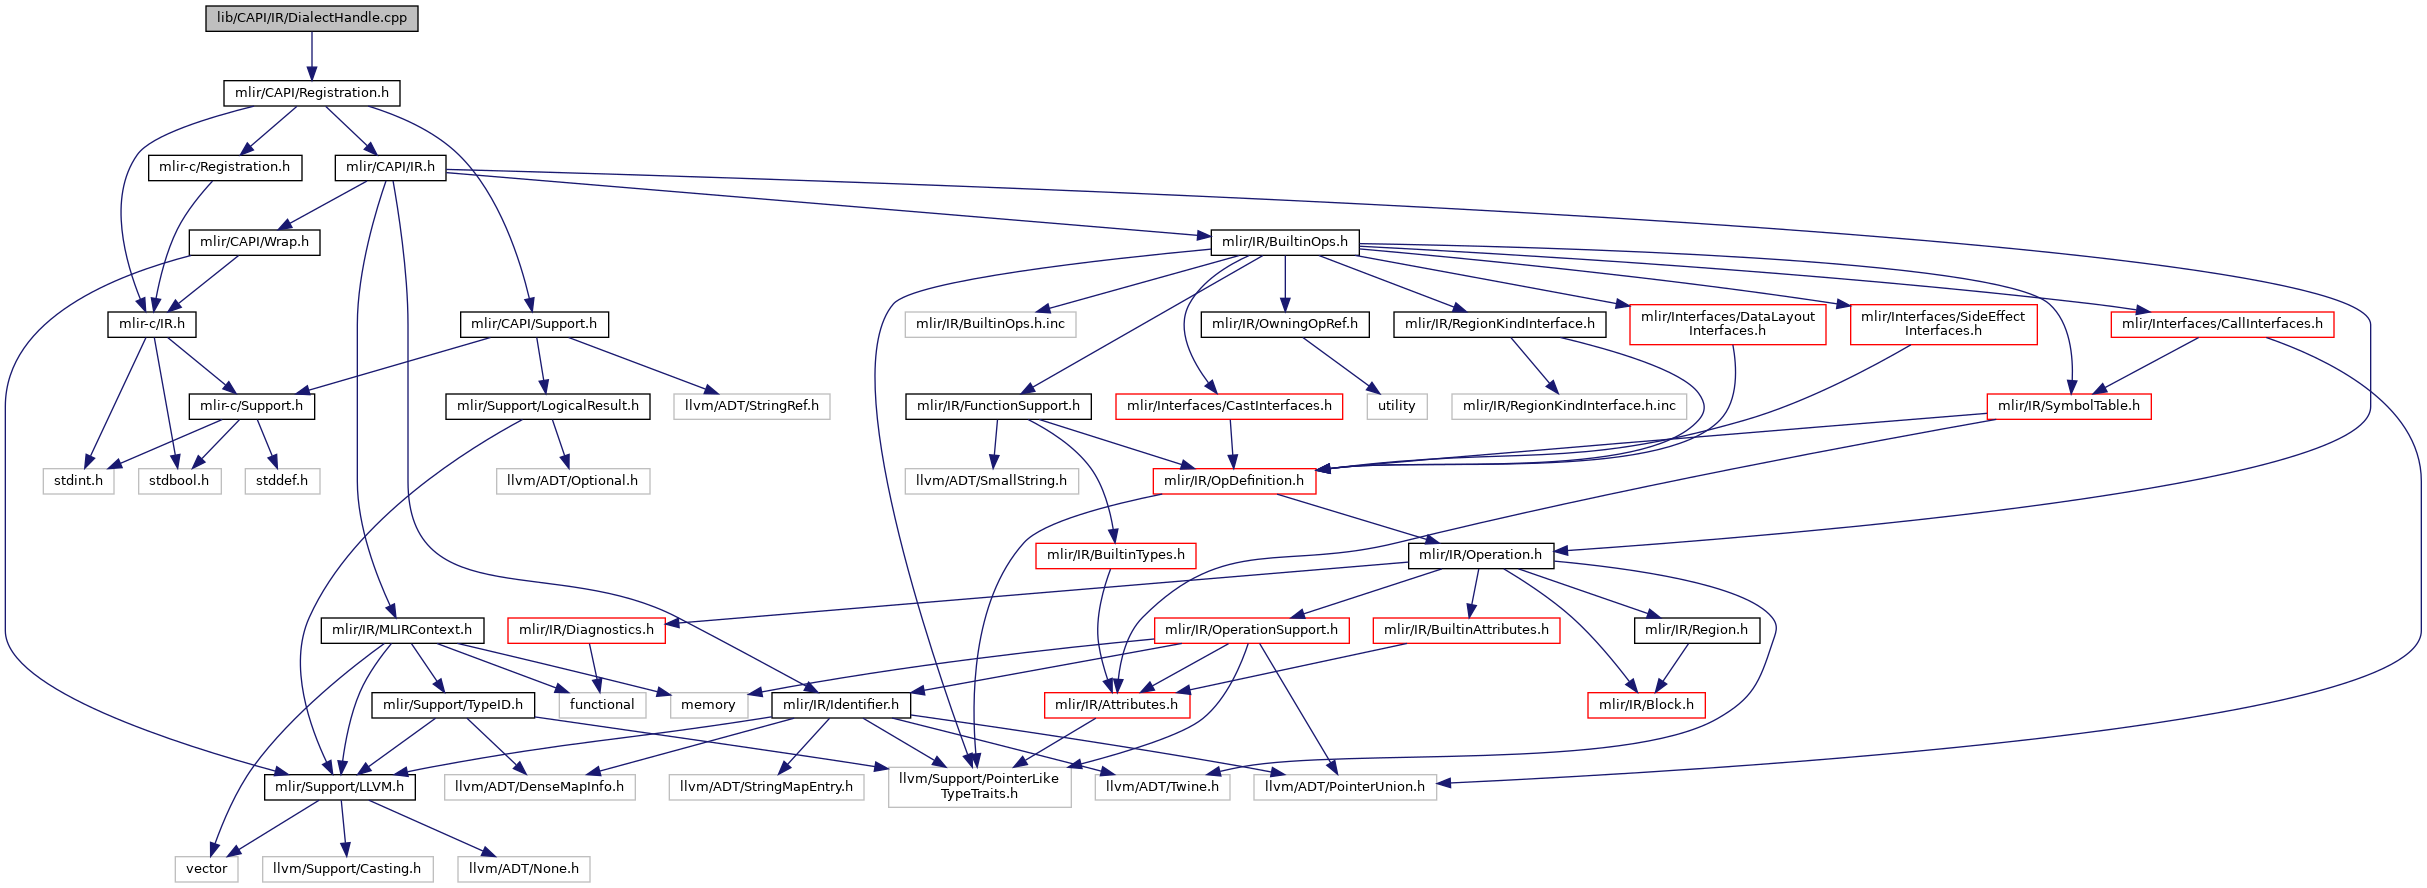 lib/CAPI/IR/DialectHandle.cpp
mlir/CAPI/Registration.h
mlir-c/Registration.h
mlir/CAPI/IR.h
mlir/CAPI/Wrap.h
mlir/IR/BuiltinOps.h
mlir-c/IR.h
mlir/CAPI/Support.h
mlir/IR/BuiltinOps.h.inc
mlir/IR/OwningOpRef.h
mlir/IR/RegionKindInterface.h
mlir/Interfaces/DataLayout
Interfaces.h
mlir/Interfaces/SideEffect
Interfaces.h
mlir/Interfaces/CallInterfaces.h
mlir-c/Support.h
mlir/Support/LogicalResult.h
llvm/ADT/StringRef.h
mlir/IR/FunctionSupport.h
mlir/Interfaces/CastInterfaces.h
utility
mlir/IR/RegionKindInterface.h.inc
mlir/IR/SymbolTable.h
stdint.h
stdbool.h
stddef.h
llvm/ADT/Optional.h
llvm/ADT/SmallString.h
mlir/IR/OpDefinition.h
mlir/IR/BuiltinTypes.h
mlir/IR/Operation.h
mlir/IR/MLIRContext.h
mlir/IR/Diagnostics.h
mlir/IR/OperationSupport.h
mlir/IR/BuiltinAttributes.h
mlir/IR/Region.h
mlir/Support/TypeID.h
functional
memory
mlir/IR/Identifier.h
mlir/IR/Attributes.h
mlir/IR/Block.h
mlir/Support/LLVM.h
llvm/ADT/DenseMapInfo.h
llvm/ADT/StringMapEntry.h
llvm/Support/PointerLike
TypeTraits.h
llvm/ADT/Twine.h
llvm/ADT/PointerUnion.h
vector
llvm/Support/Casting.h
llvm/ADT/None.h